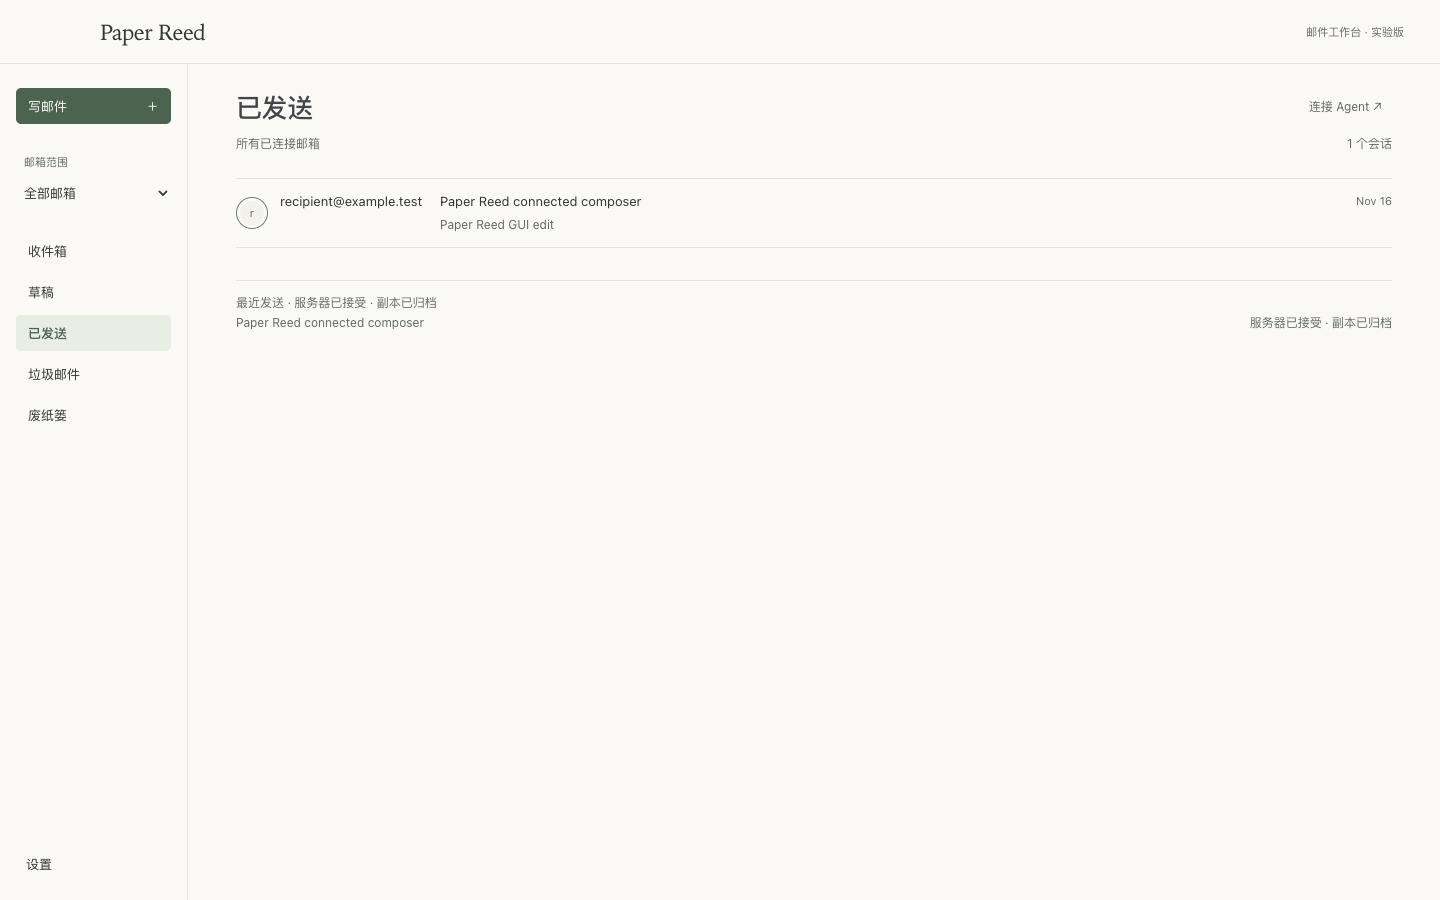 Paper Reed
邮件工作台 · 实验版
写邮件 +
邮箱范围
全部邮箱
收件箱
草稿
已发送
垃圾邮件
废纸篓
设置
已发送
连接 Agent ↗
所有已连接邮箱
1 个会话
r
recipient@example.test
Paper Reed connected composer
Nov 16
Paper Reed GUI edit
最近发送 · 服务器已接受 · 副本已归档
Paper Reed connected composer
服务器已接受 · 副本已归档